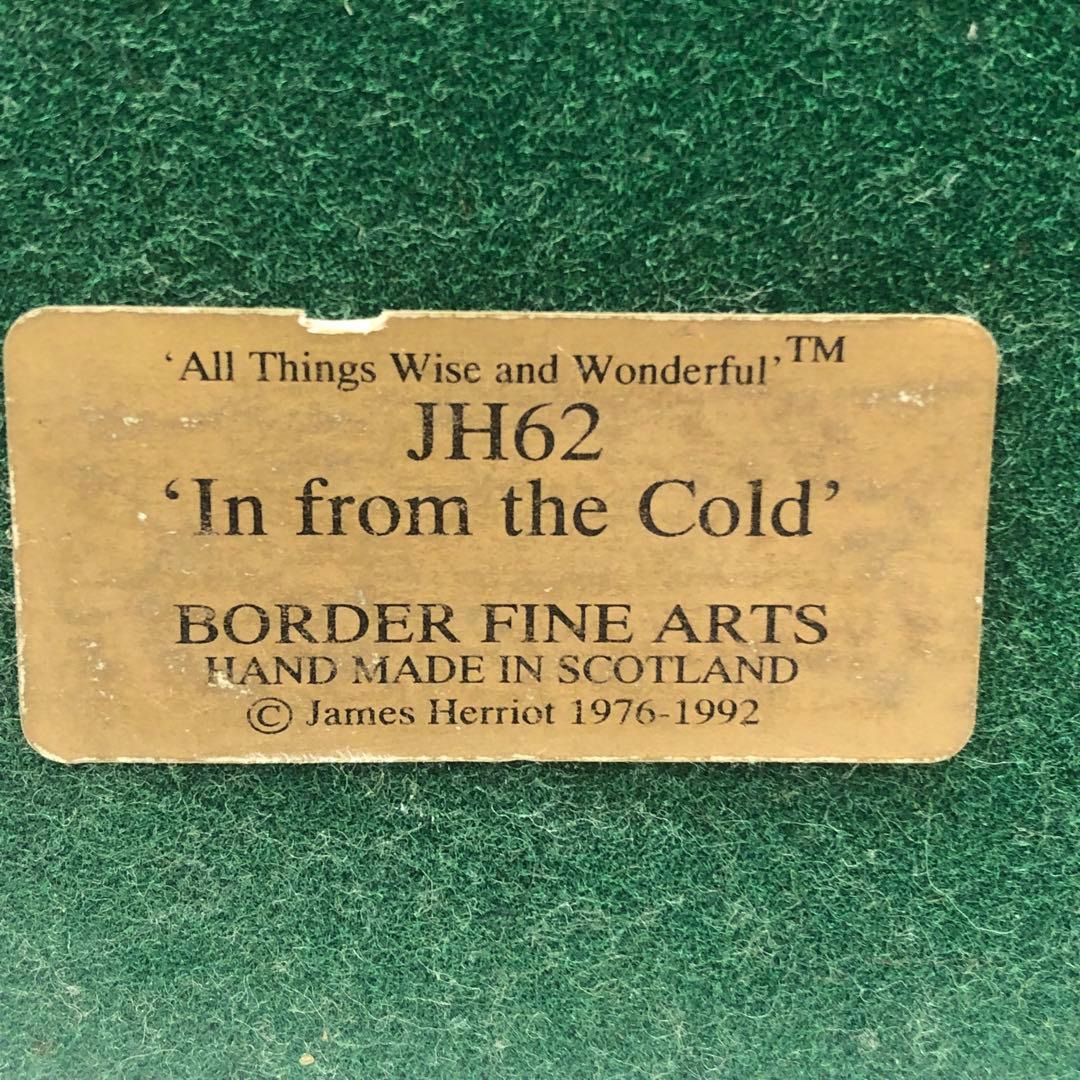 ‘All Things Wise and Wonderful’™
JH62
‘In from the Cold’
BORDER FINE ARTS
HAND MADE IN SCOTLAND
© James Herriot 1976-1992